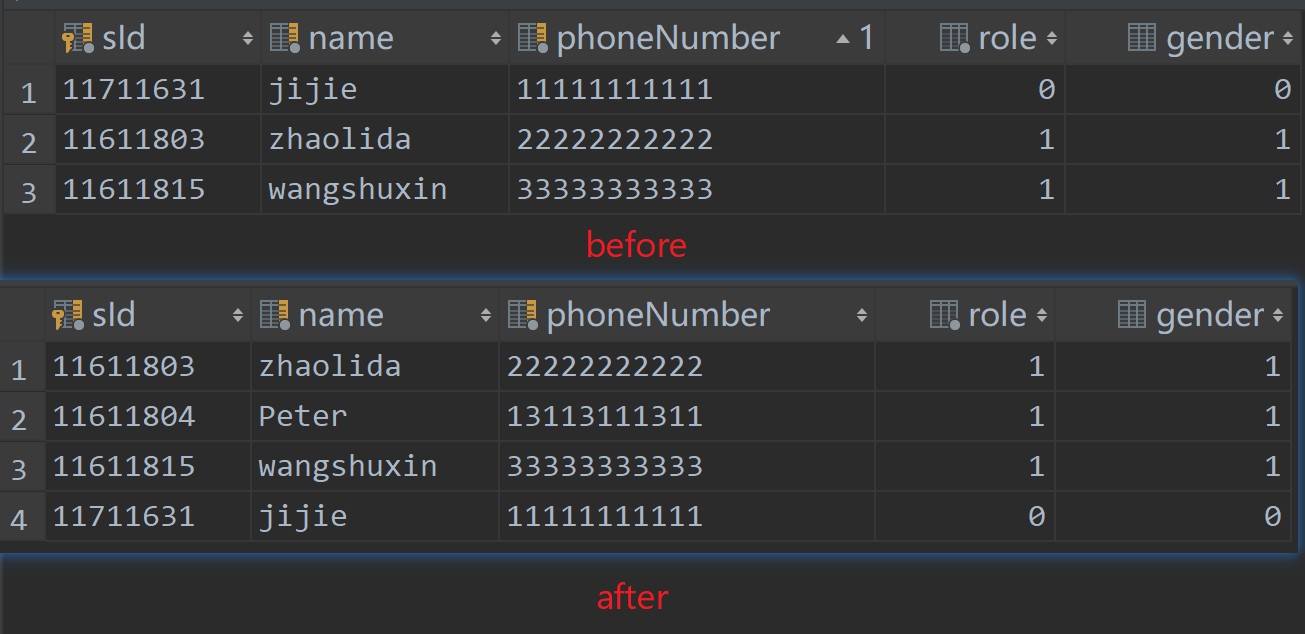 sId name phoneNumber 1 role gender
1 11711631 jijie 11111111111 0 0
2 11611803 zhaolida 22222222222 1 1
3 11611815 wangshuxin 33333333333 1 1
before
sId name phoneNumber role gender
1 11611803 zhaolida 22222222222 1 1
2 11611804 Peter 13113111311 1 1
3 11611815 wangshuxin 33333333333 1 1
4 11711631 jijie 11111111111 0 0
after